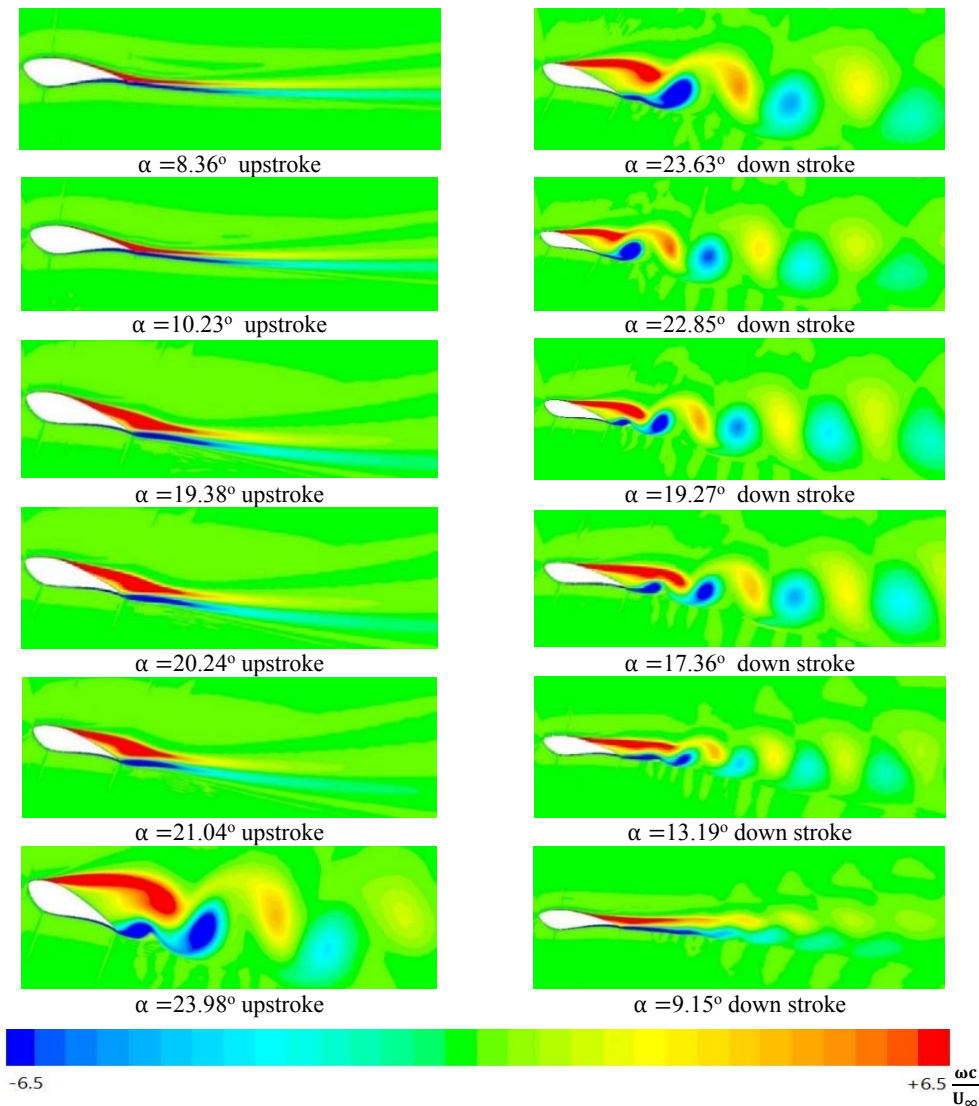 α =8.36° upstroke
α =23.63° down stroke
α =10.23° upstroke
α =22.85° down stroke
α =19.38° upstroke
α =19.27° down stroke
α =20.24° upstroke
α =17.36° down stroke
α =21.04° upstroke
α =13.19° down stroke
α =23.98° upstroke
α =9.15° down stroke
-6.5
+6.5
ωc
U∞